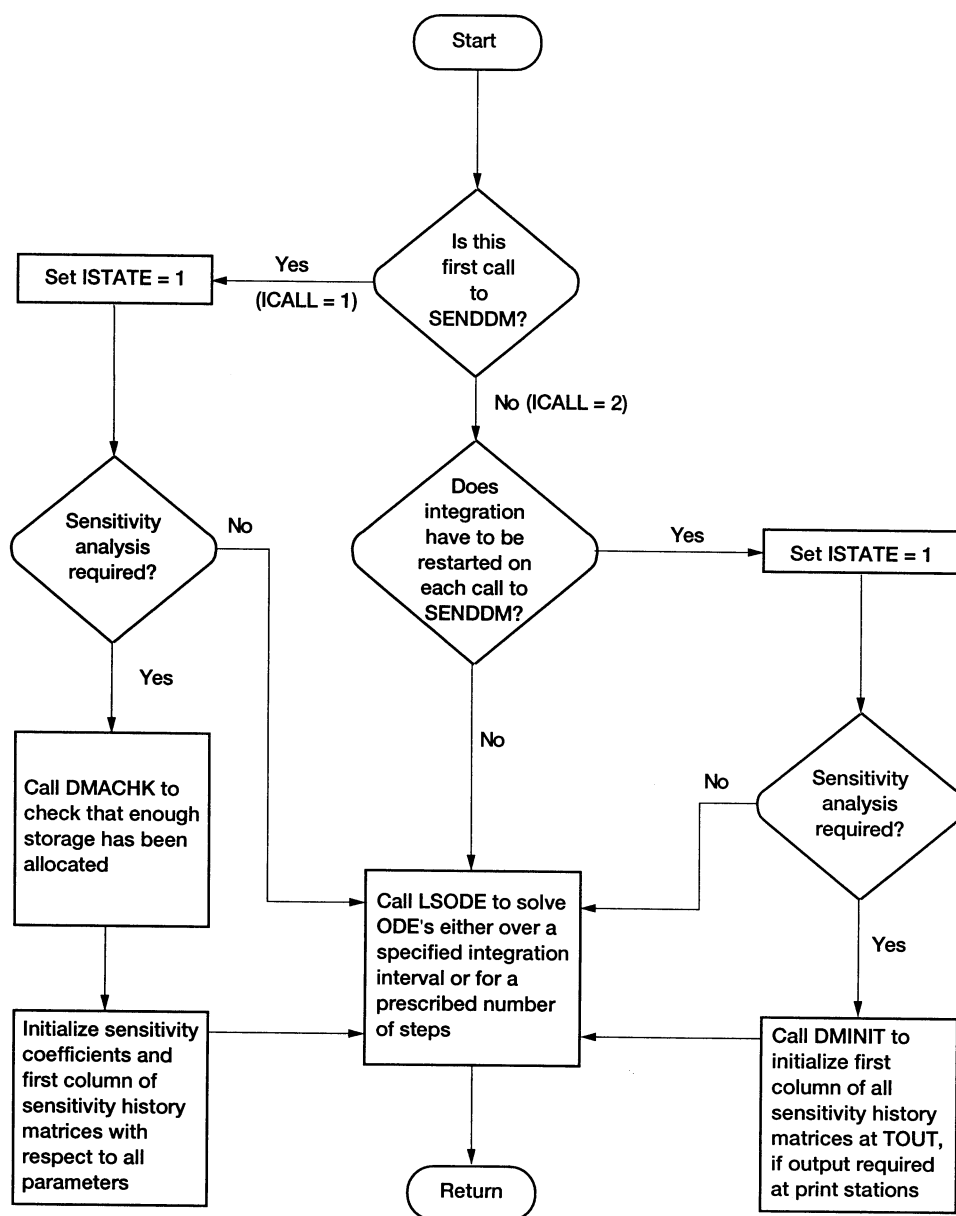 Start
Is this
first call
to
SENDDM?
Yes
(ICALL = 1)
Set ISTATE = 1
No (ICALL = 2)
Sensitivity
analysis
required?
No
Yes
Does
integration
have to be
restarted on
each call to
SENDDM?
Yes
Set ISTATE = 1
No
Sensitivity
analysis
required?
No
Yes
Call DMACHK to
check that enough
storage has been
allocated
Call LSODE to solve
ODE's either over a
specified integration
interval or for a
prescribed number
of steps
Initialize sensitivity
coefficients and
first column of
sensitivity history
matrices with
respect to all
parameters
Call DMINIT to
initialize first
column of all
sensitivity history
matrices at TOUT,
if output required
at print stations
Return